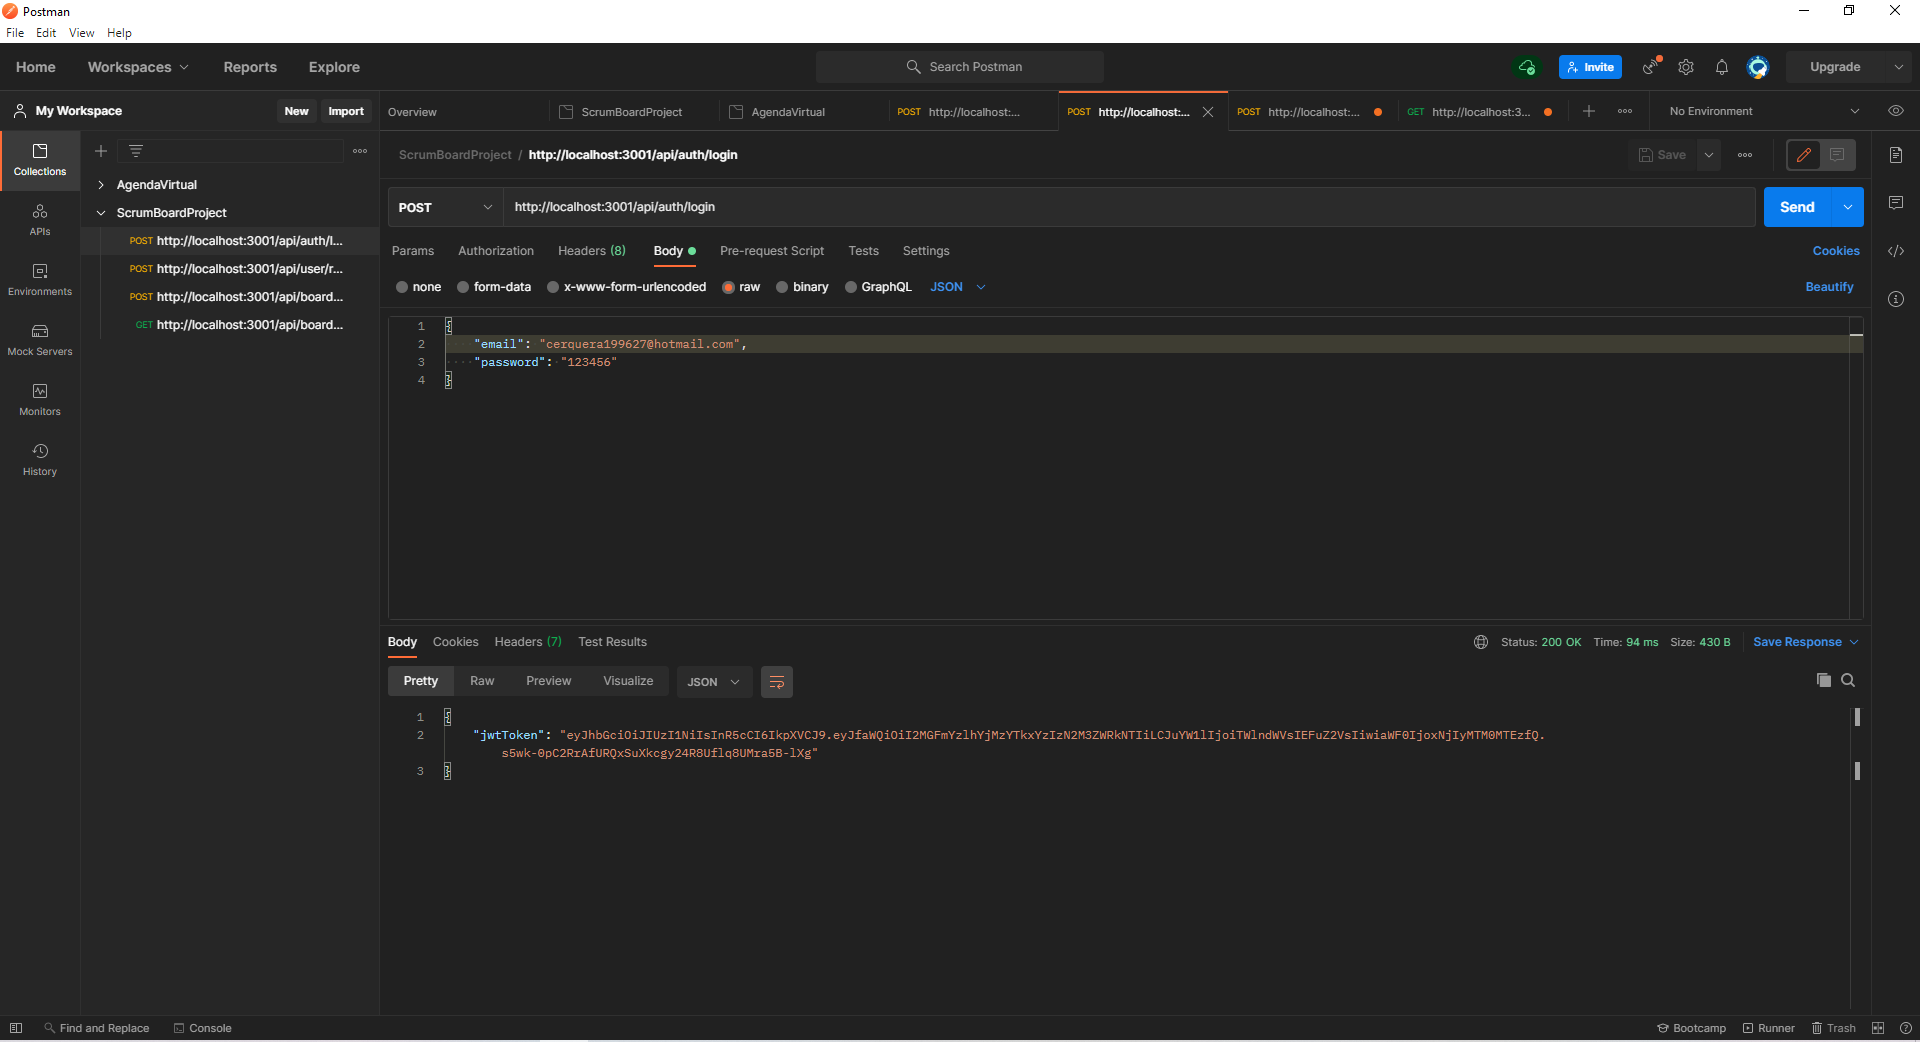 Postman
File Edit View Help
Home Workspaces Reports Explore Search Postman Invite Upgrade
My Workspace New Import Overview ScrumBoardProject AgendaVirtual POST http://localhost:... POST http://localhost:... POST http://localhost:... GET http://localhost:3... No Environment
Collections
APIs
Environments
Mock Servers
Monitors
History
AgendaVirtual
ScrumBoardProject
POST http://localhost:3001/api/auth/l...
POST http://localhost:3001/api/user/r...
POST http://localhost:3001/api/board...
GET http://localhost:3001/api/board...
ScrumBoardProject / http://localhost:3001/api/auth/login Save
POST http://localhost:3001/api/auth/login Send
Params Authorization Headers (8) Body Pre-request Script Tests Settings Cookies
none form-data x-www-form-urlencoded raw binary GraphQL JSON Beautify
1 {
2 "email": "cerquera199627@hotmail.com",
3 "password": "123456"
4 }
Body Cookies Headers (7) Test Results Status: 200 OK Time: 94 ms Size: 430 B Save Response
Pretty Raw Preview Visualize JSON
1 {
2 "jwtToken": "eyJhbGciOiJIUzI1NiIsInR5cCI6IkpXVCJ9.eyJfaWQiOiI2MGFmYzlhYjMzYTkxYzIzN2M3ZWRkNTIiLCJuYW1lIjoiTWlndWVsIEFuZ2VsIiwiaWF0IjoxNjIyMTM0MTEzfQ.
s5wk-0pC2RrAfURQxSuXkcgy24R8Uflq8UMra5B-lXg"
3 }
Find and Replace Console Bootcamp Runner Trash